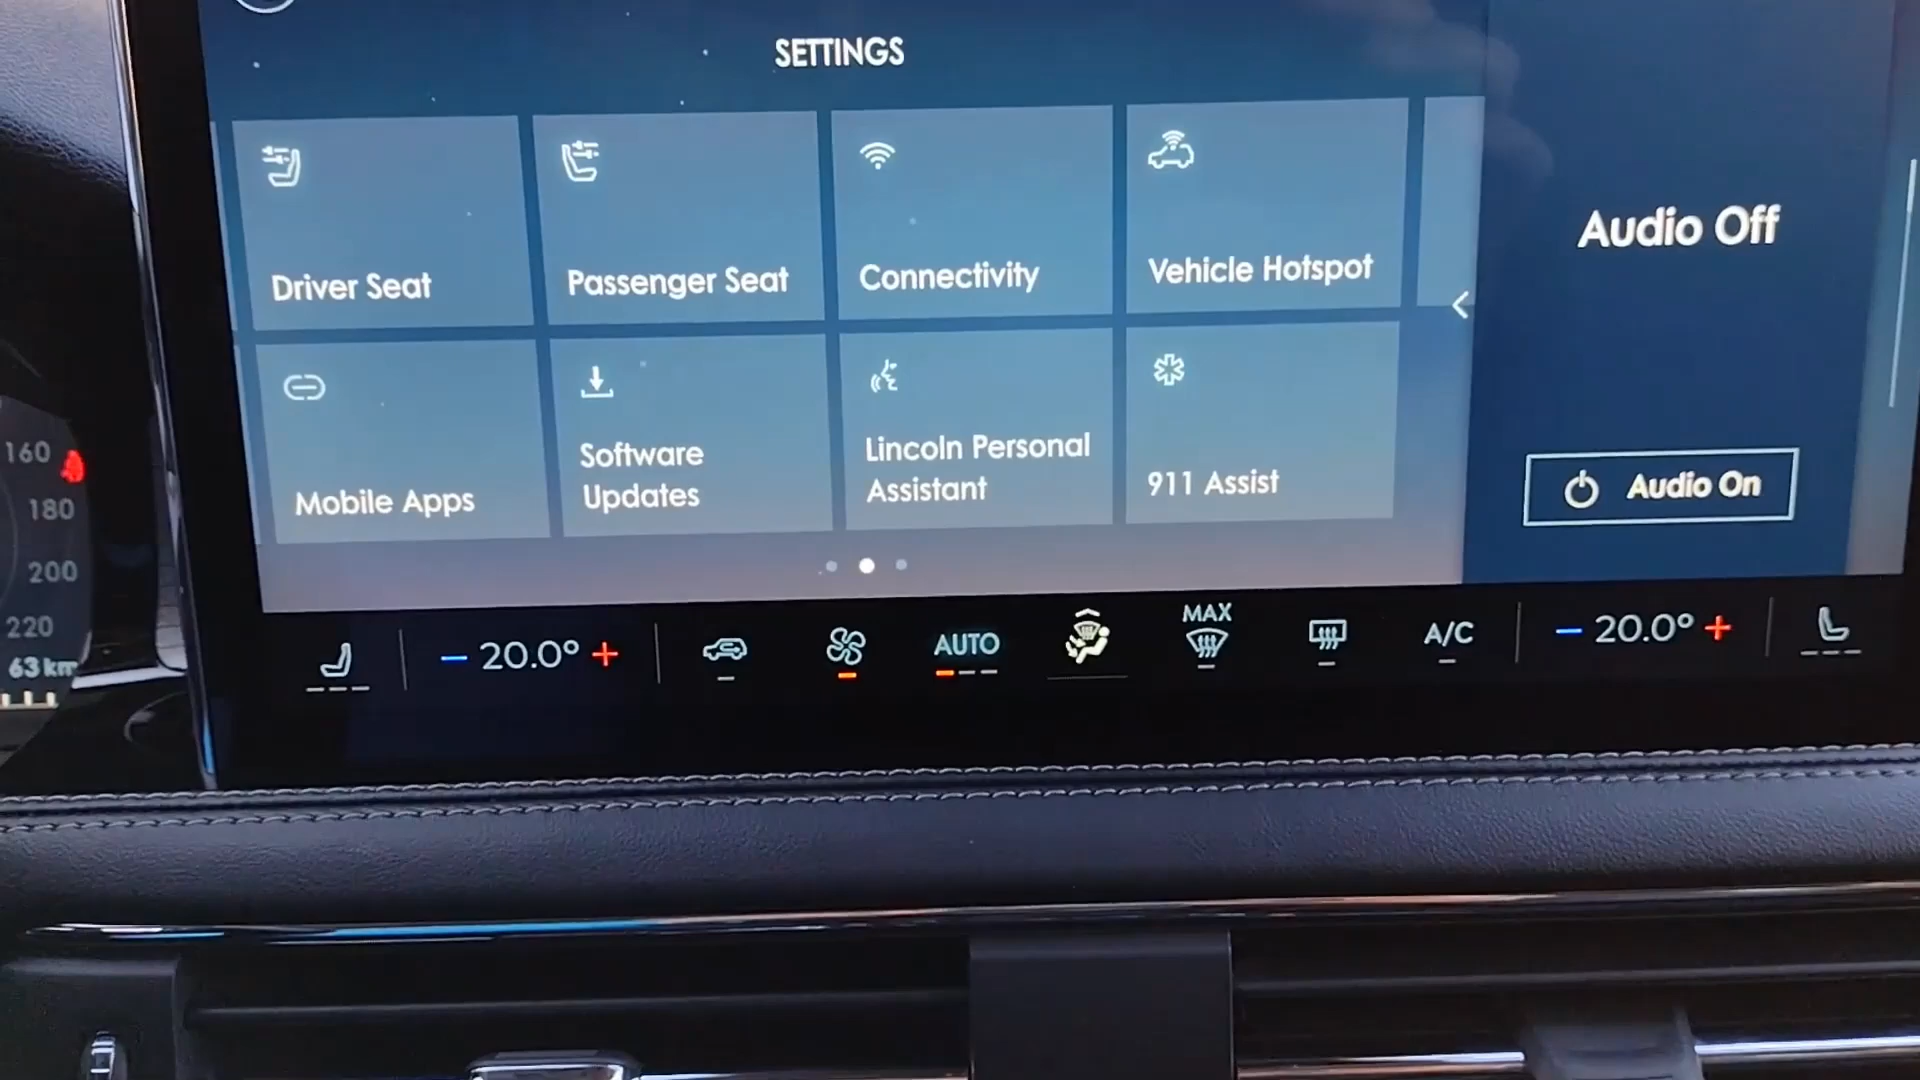 SETTINGS
Driver Seat
Passenger Seat
Connectivity
Vehicle Hotspot
Audio Off
Mobile Apps
Software
Updates
Lincoln Personal
Assistant
911 Assist
Audio On
160
180
200
220
63 km
20.0°
AUTO
MAX
A/C
20.0°